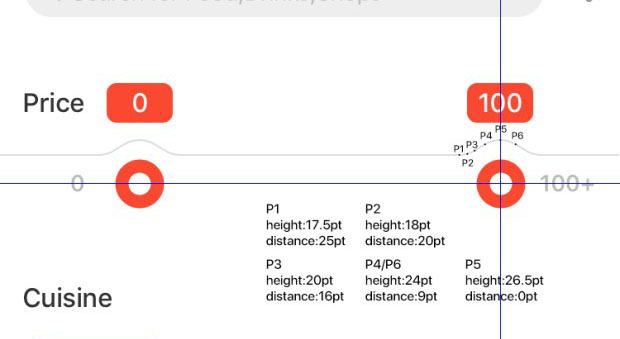 Price
0
100
P1
P2
P3
P4
P5
P6
0
100+
P1
height:17.5pt
distance:25pt
P2
height:18pt
distance:20pt
P3
height:20pt
distance:16pt
P4/P6
height:24pt
distance:9pt
P5
height:26.5pt
distance:0pt
Cuisine